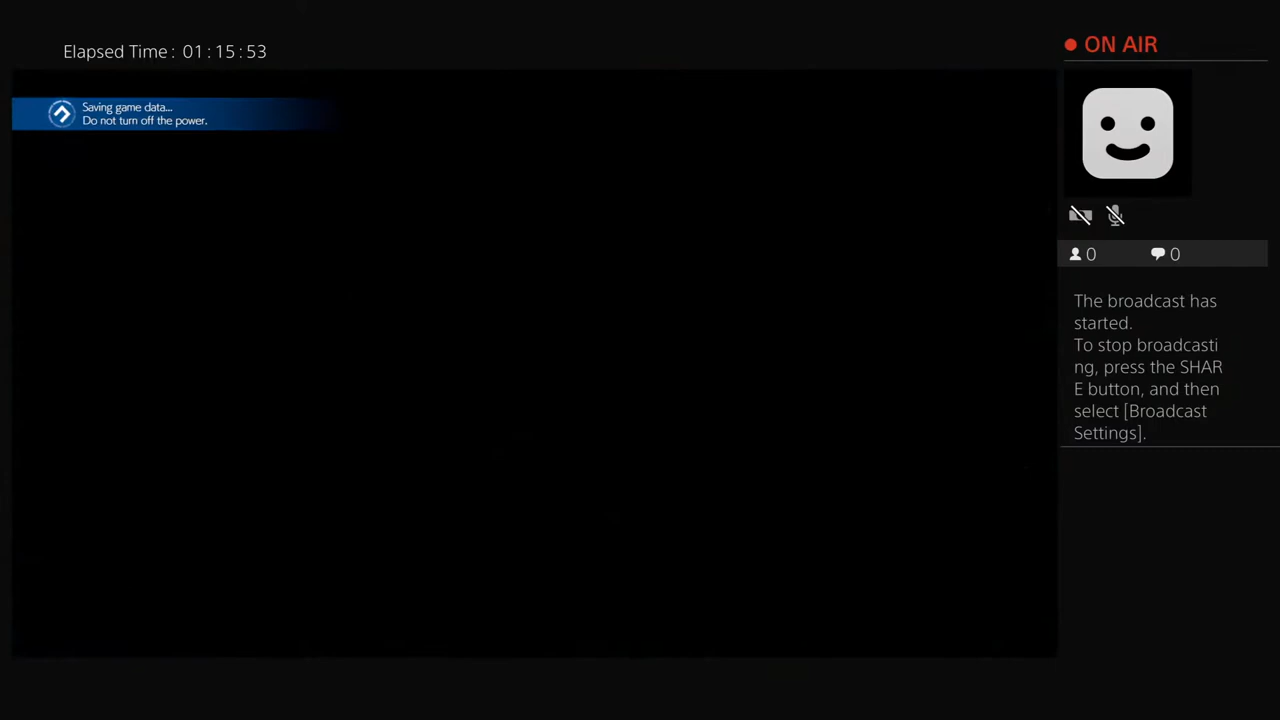 Elapsed Time: 01:15:53
ON AIR
Saving game data...
Do not turn off the power.
0 0
The broadcast has
started.
To stop broadcasti
ng, press the SHAR
E button, and then
select [Broadcast
Settings].